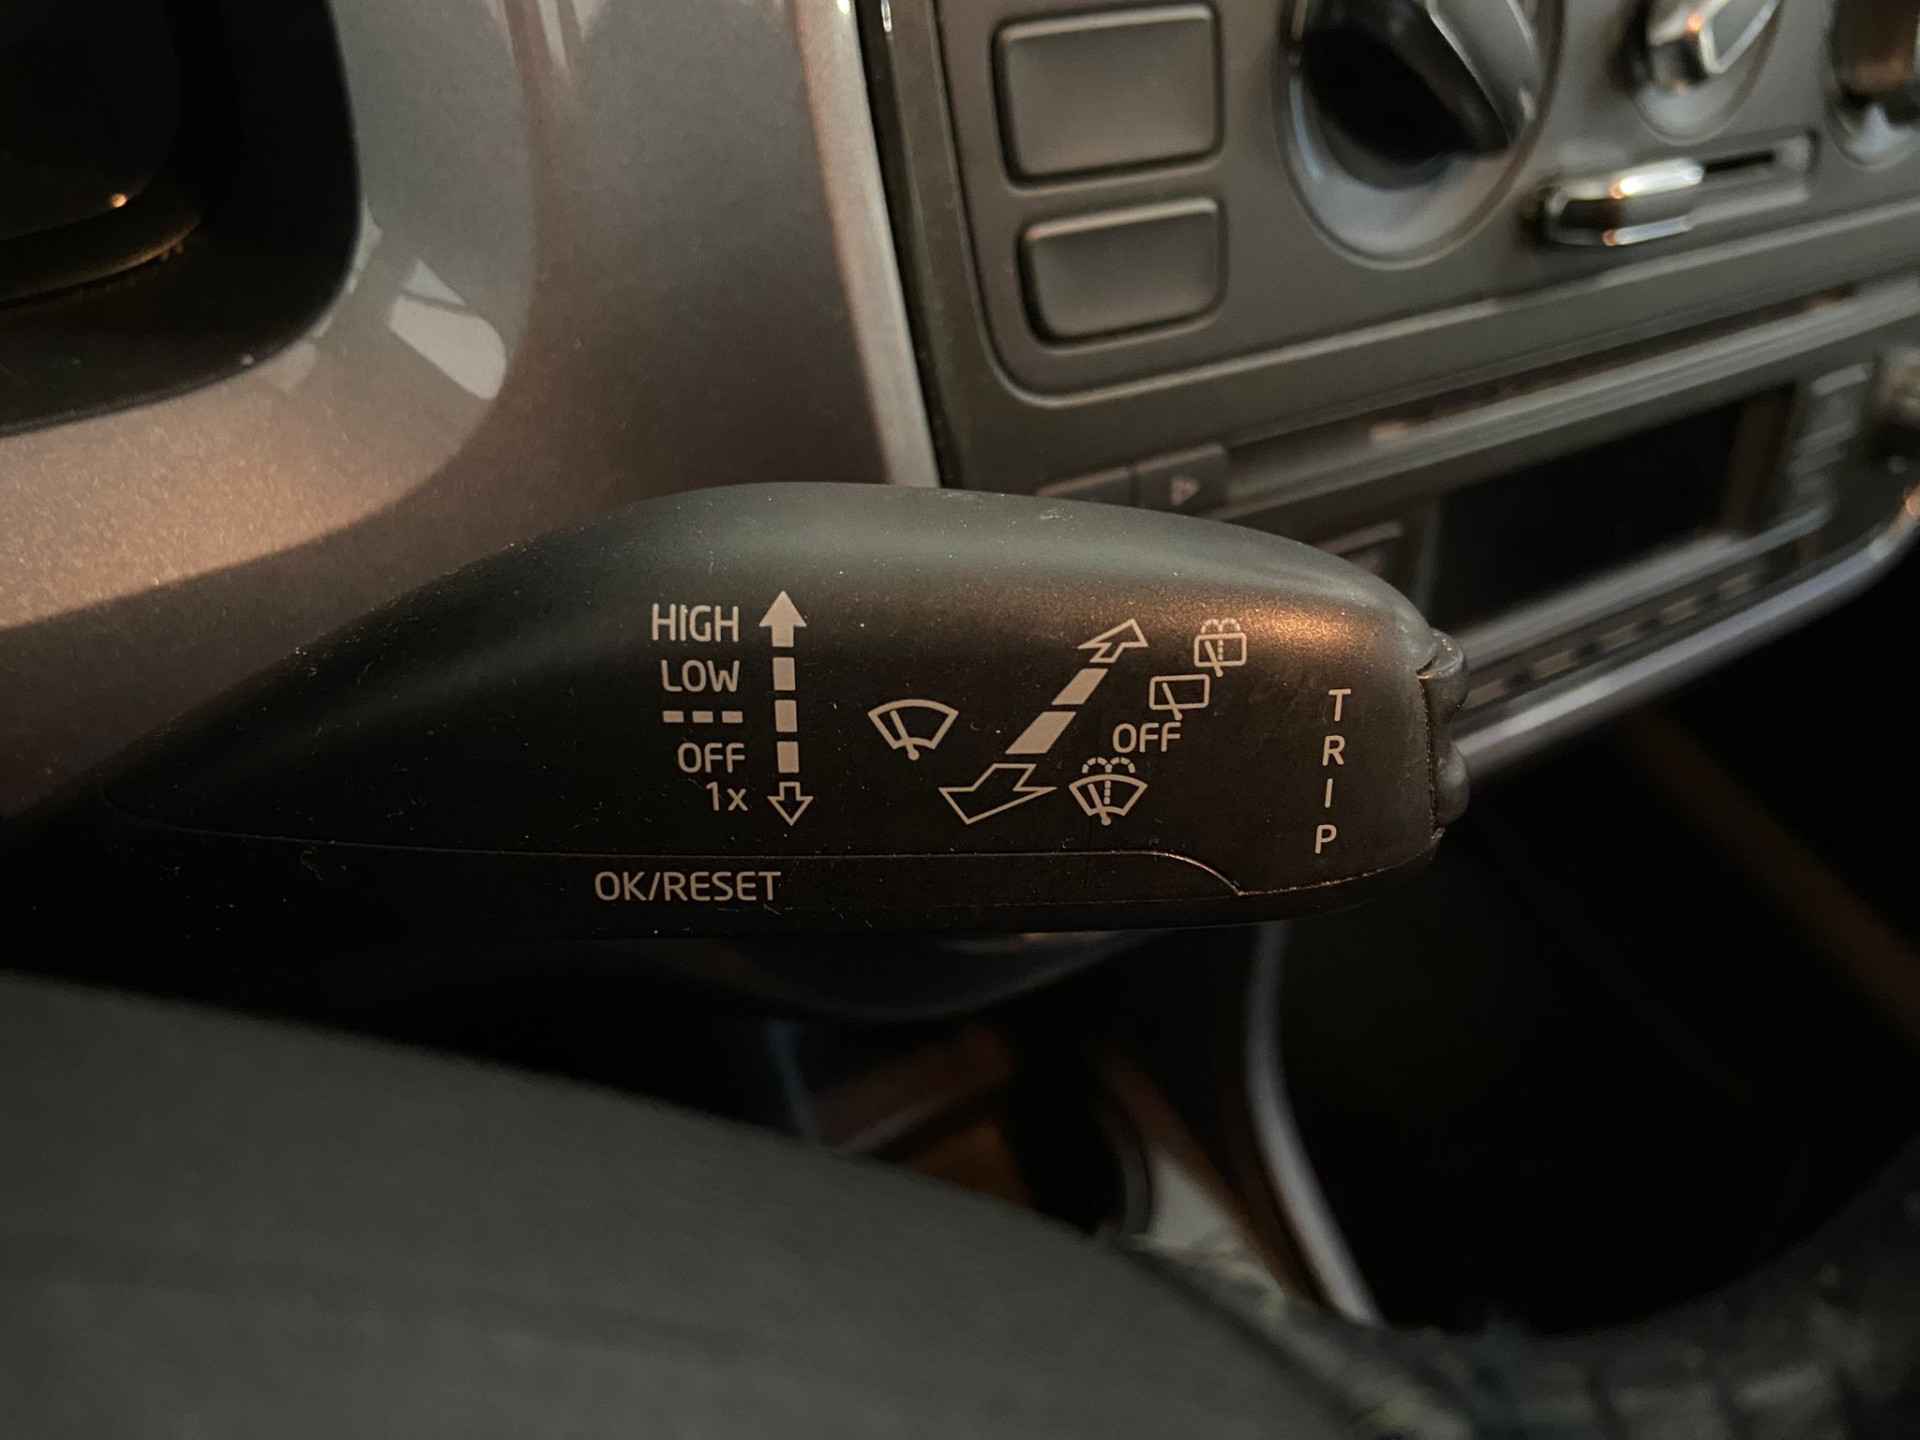 HIGH
LOW
OFF
1x
OFF
TRIP
OK/RESET